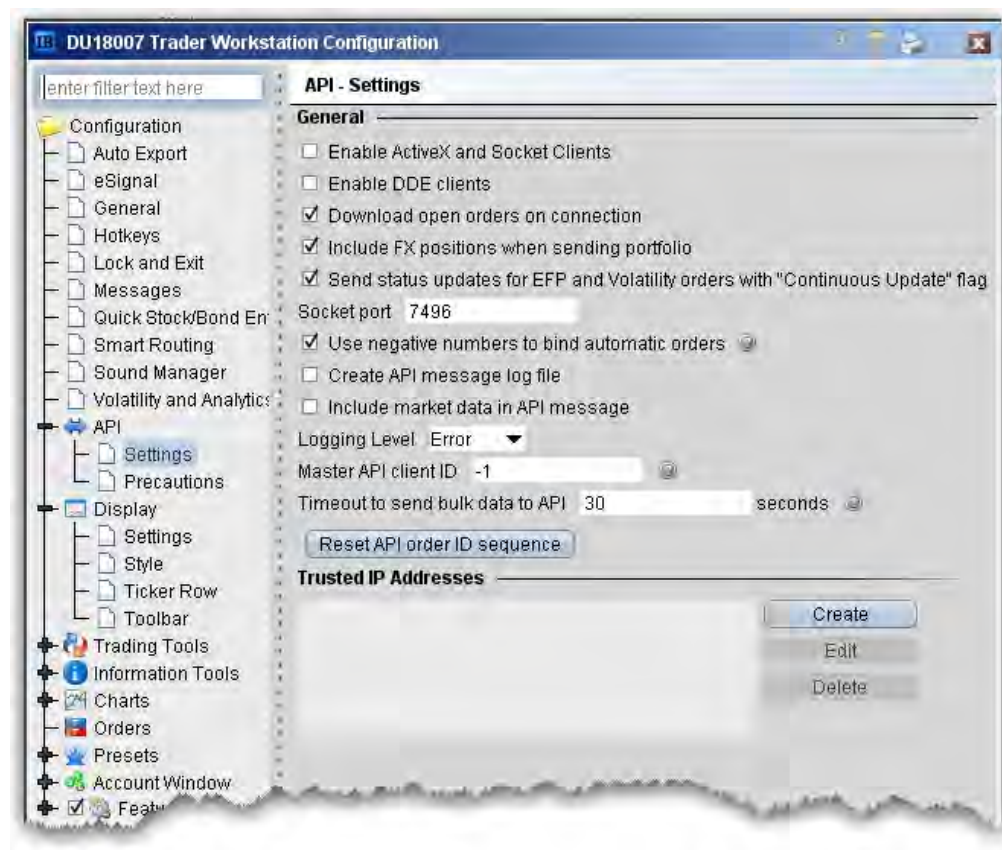 IB DU18007 Trader Workstation Configuration
enter filter text here
Configuration
Auto Export
eSignal
General
Hotkeys
Lock and Exit
Messages
Quick Stock/Bond En
Smart Routing
Sound Manager
Volatility and Analytics
API
Settings
Precautions
Display
Settings
Style
Ticker Row
Toolbar
Trading Tools
Information Tools
Charts
Orders
Presets
Account Window
Featu
API - Settings
General
Enable ActiveX and Socket Clients
Enable DDE clients
Download open orders on connection
Include FX positions when sending portfolio
Send status updates for EFP and Volatility orders with "Continuous Update" flag
Socket port 7496
Use negative numbers to bind automatic orders
Create API message log file
Include market data in API message
Logging Level Error
Master API client ID -1
Timeout to send bulk data to API 30 seconds
Reset API order ID sequence
Trusted IP Addresses
Create
Edit
Delete